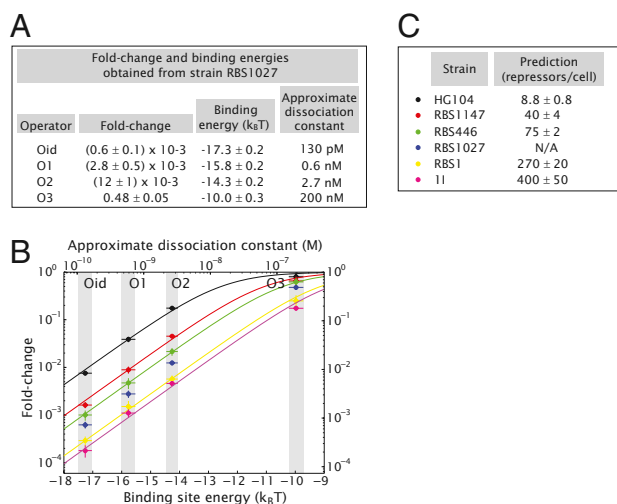 A
Fold-change and binding energies
obtained from strain RBS1027
Operator Fold-change Binding energy (kBT) Approximate dissociation constant
Oid (0.6 ± 0.1) x 10-3 -17.3 ± 0.2 130 pM
O1 (2.8 ± 0.5) x 10-3 -15.8 ± 0.2 0.6 nM
O2 (12 ± 1) x 10-3 -14.3 ± 0.2 2.7 nM
O3 0.48 ± 0.05 -10.0 ± 0.3 200 nM
C
Strain Prediction (repressors/cell)
HG104 8.8 ± 0.8
RBS1147 40 ± 4
RBS446 75 ± 2
RBS1027 N/A
RBS1 270 ± 20
1I 400 ± 50
B
Approximate dissociation constant (M)
10⁻¹⁰ 10⁻⁹ 10⁻⁸ 10⁻⁷
Oid O1 O2 O3
Fold-change
10⁰ 10⁰
10⁻¹ 10⁻¹
10⁻² 10⁻²
10⁻³ 10⁻³
10⁻⁴ 10⁻⁴
−18 −17 −16 −15 −14 −13 −12 −11 −10 −9
Binding site energy (kBT)